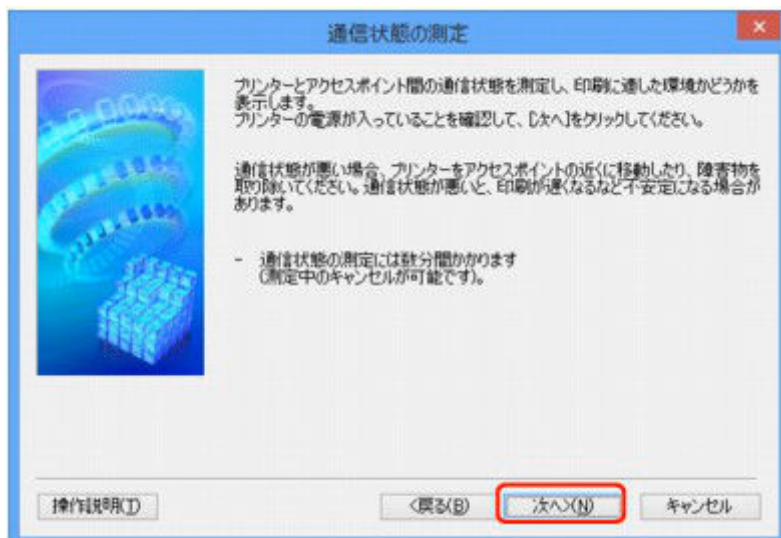 通信状態の測定
プリンターとアクセスポイント間の通信状態を測定し、印刷に適した環境かどうかを
表示します。
プリンターの電源が入っていることを確認して、[次へ]をクリックしてください。
通信状態が悪い場合、プリンターをアクセスポイントの近くに移動したり、障害物を
取り除いてください。通信状態が悪いと、印刷が遅くなるなど不安定になる場合が
あります。
- 通信状態の測定には数分間かかります
(測定中のキャンセルが可能です)。
操作説明(I) <戻る(B) 次へ>(N) キャンセル